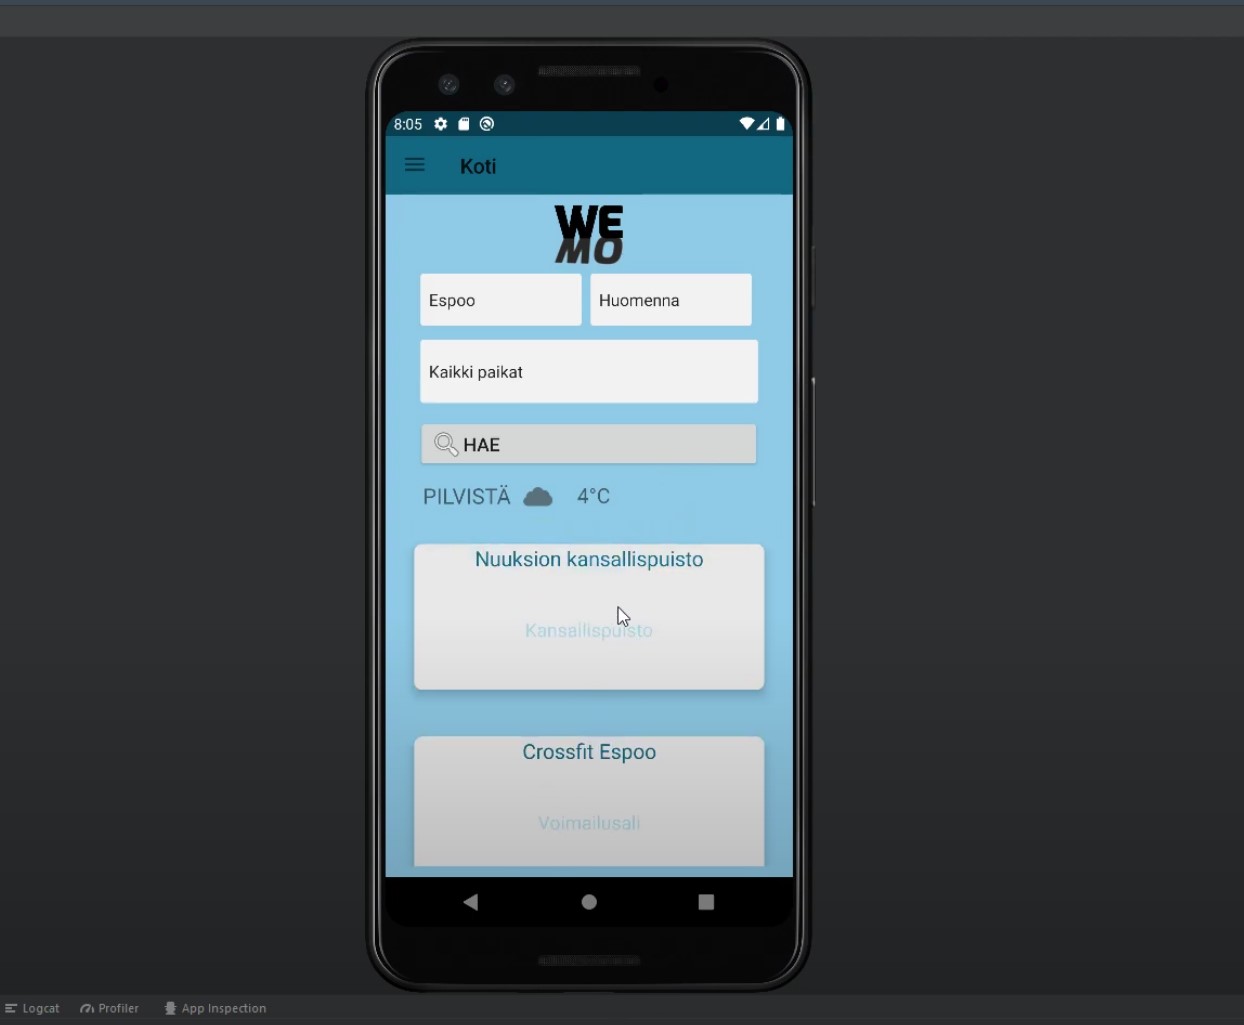 8:05
Koti
WE
MO
Espoo
Huomenna
Kaikki paikat
HAE
PILVISTÄ 4°C
Nuuksion kansallispuisto
Kansallispuisto
Crossfit Espoo
Voimailusali
Logcat Profiler App Inspection